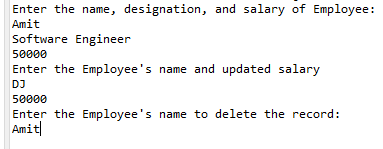 Enter the name, designation, and salary of Employee:
Amit
Software Engineer
50000
Enter the Employee's name and updated salary
DJ
50000
Enter the Employee's name to delete the record:
Amit